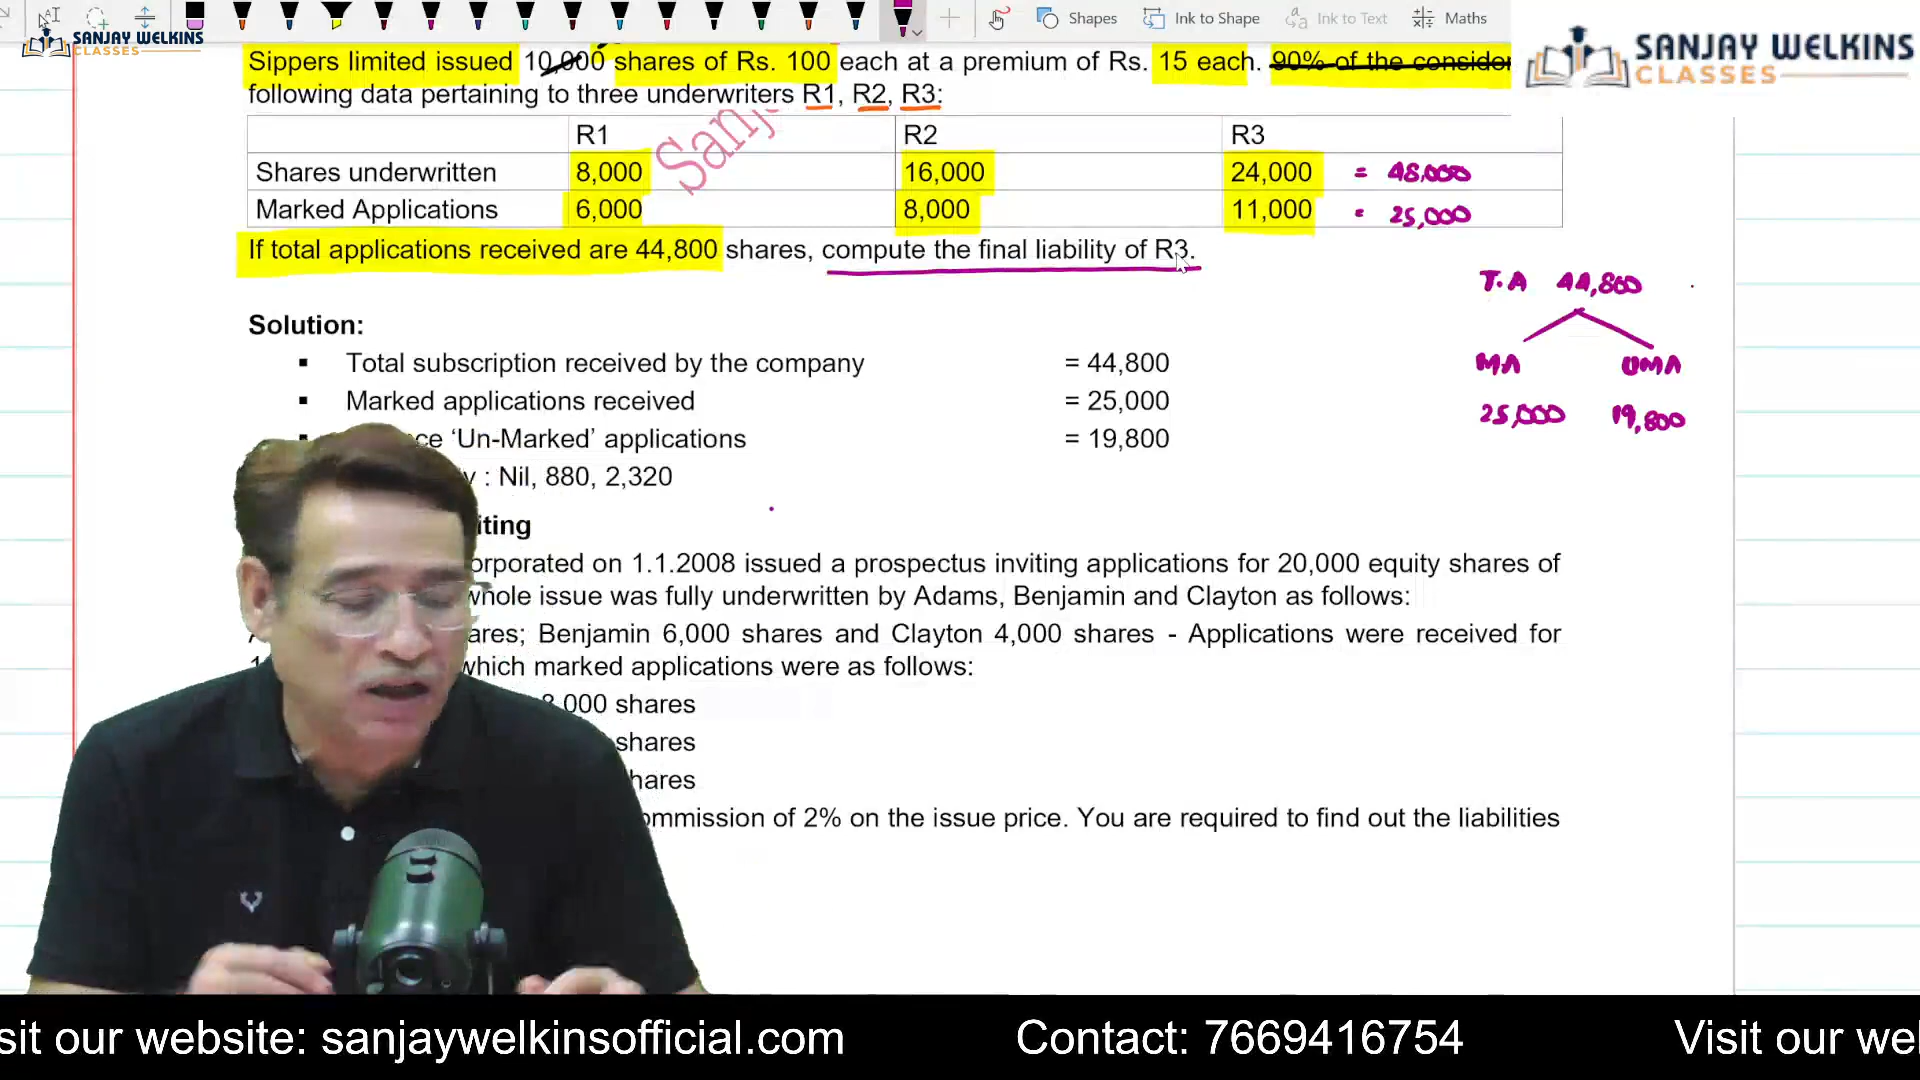 Shapes Ink to Shape Ink to Text Maths
SANJAY WELKINS
CLASSES
SANJAY WELKINS
CLASSES
Sippers limited issued 10,000 shares of Rs. 100 each at a premium of Rs. 15 each. 90% of the consider
following data pertaining to three underwriters R1, R2, R3:
R1 R2 R3
Shares underwritten 8,000 16,000 24,000 = 48,000
Marked Applications 6,000 8,000 11,000 = 25,000
If total applications received are 44,800 shares, compute the final liability of R3.
T.A 44,800
MA UMA
25,000 19,800
Solution:
▪ Total subscription received by the company = 44,800
▪ Marked applications received = 25,000
ce ‘Un-Marked’ applications = 19,800
y : Nil, 880, 2,320
iting
orporated on 1.1.2008 issued a prospectus inviting applications for 20,000 equity shares of
whole issue was fully underwritten by Adams, Benjamin and Clayton as follows:
ares; Benjamin 6,000 shares and Clayton 4,000 shares - Applications were received for
which marked applications were as follows:
8,000 shares
shares
hares
ommission of 2% on the issue price. You are required to find out the liabilities
sit our website: sanjaywelkinsofficial.com Contact: 7669416754 Visit our we